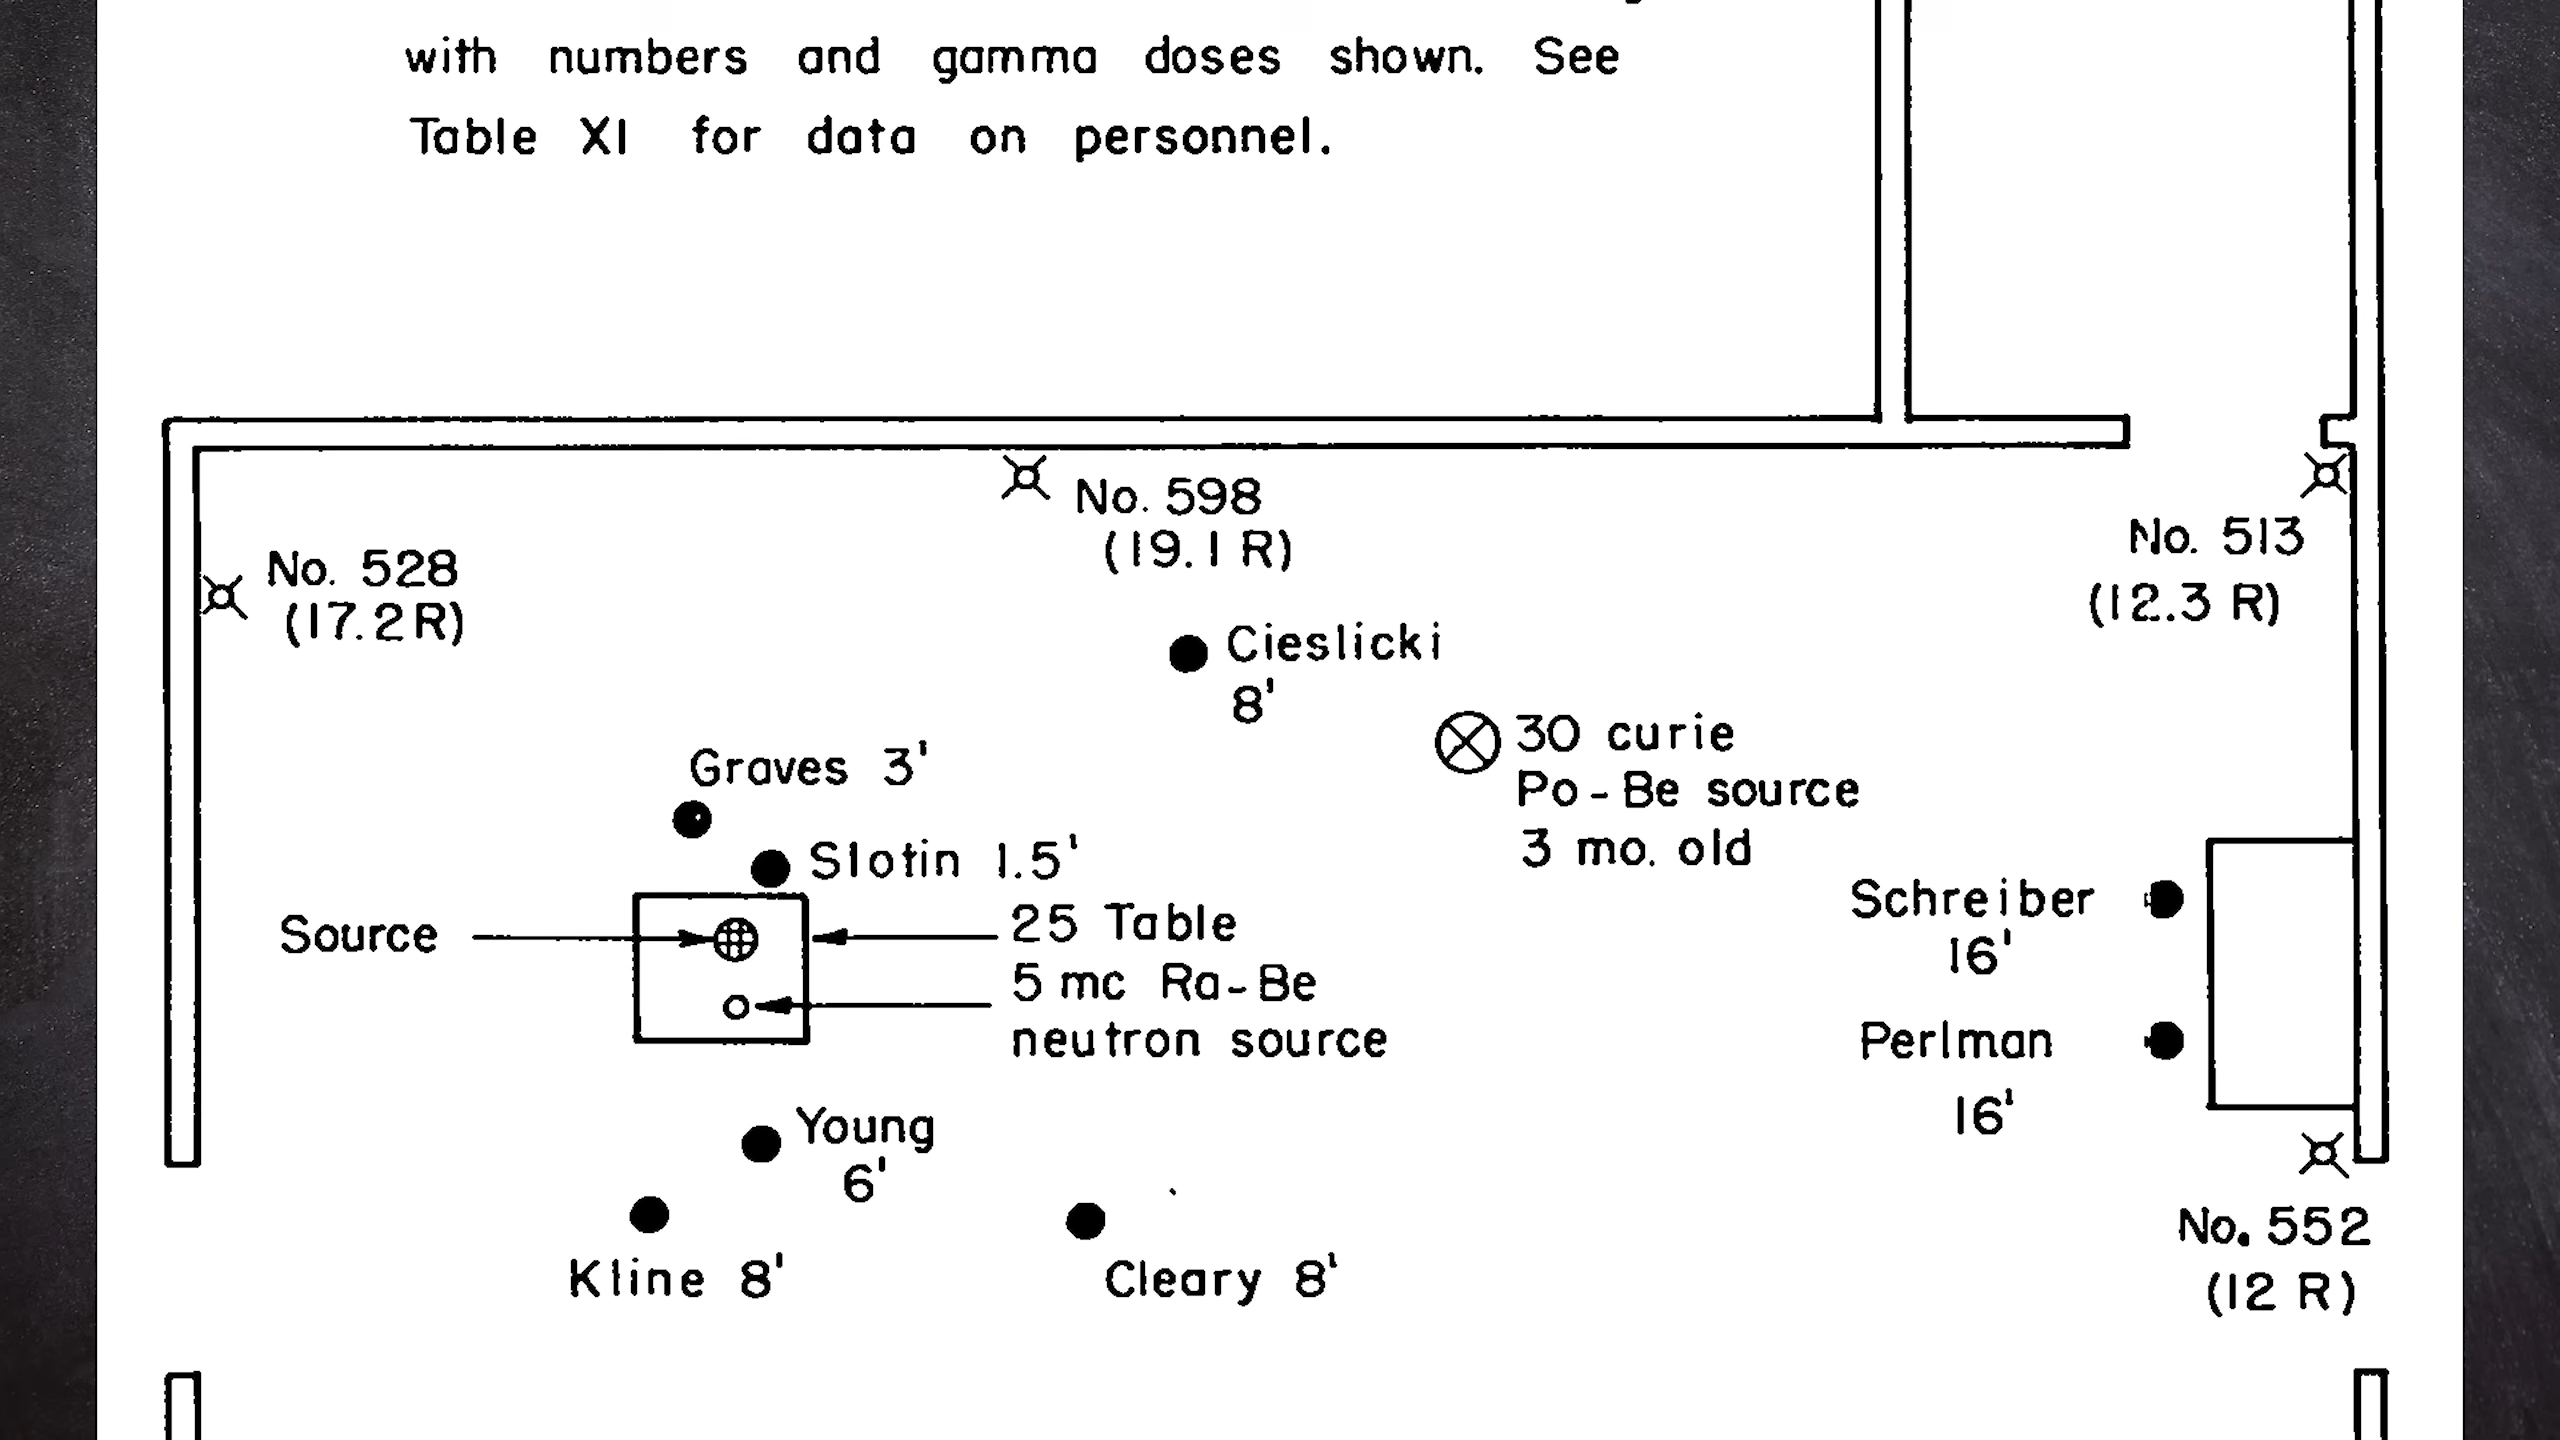 with numbers and gamma doses shown. See
Table XI for data on personnel.
No. 598
(19.1 R)
No. 513
(12.3 R)
No. 528
(17.2 R)
Cieslicki
8'
30 curie
Po-Be source
3 mo. old
Graves 3'
Slotin 1.5'
Source
25 Table
5 mc Ra-Be
neutron source
Schreiber
16'
Perlman
16'
Young
6'
Kline 8'
Cleary 8'
No. 552
(12 R)